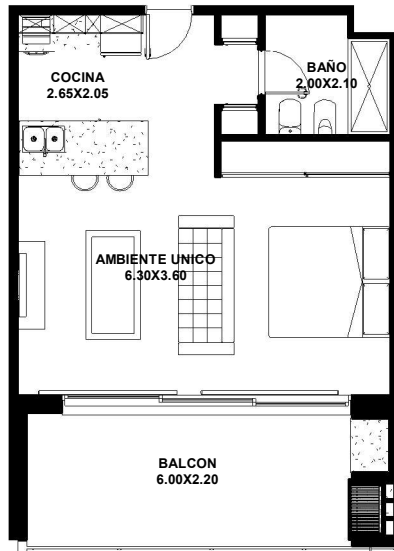 COCINA
2.65X2.05
BAÑO
2.00X2.10
AMBIENTE UNICO
6.30X3.60
BALCON
6.00X2.20